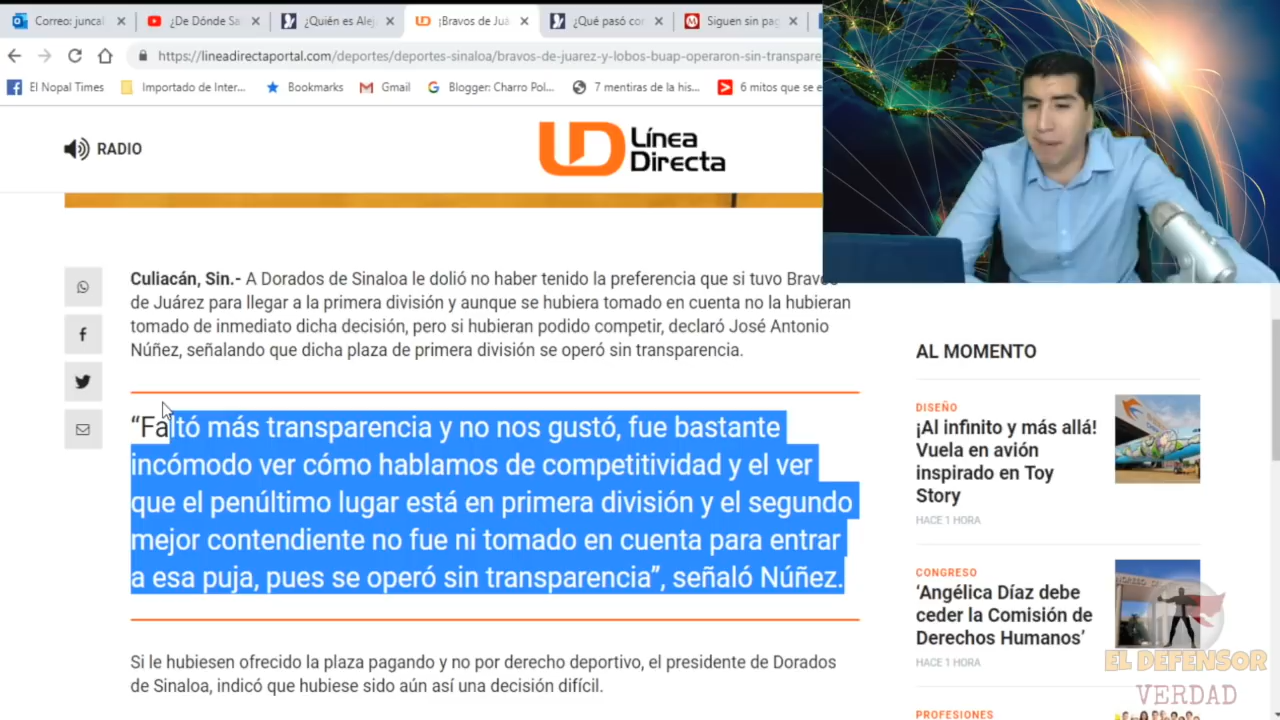 Correo: juncal
¿De Dónde Sa
¿Quién es Alej
¡Bravos de Juá
¿Qué pasó co
Siguen sin pag
https://lineadirectaportal.com/deportes/deportes-sinaloa/bravos-de-juarez-y-lobos-buap-operaron-sin-transpare
El Nopal Times
Importado de Inter...
Bookmarks
Gmail
Blogger: Charro Pol...
7 mentiras de la his...
6 mitos que se e
RADIO
UD Línea
Directa
Culiacán, Sin.- A Dorados de Sinaloa le dolió no haber tenido la preferencia que si tuvo Bravos
de Juárez para llegar a la primera división y aunque se hubiera tomado en cuenta no la hubieran
tomado de inmediato dicha decisión, pero si hubieran podido competir, declaró José Antonio
Núñez, señalando que dicha plaza de primera división se operó sin transparencia.
“Faltó más transparencia y no nos gustó, fue bastante
incómodo ver cómo hablamos de competitividad y el ver
que el penúltimo lugar está en primera división y el segundo
mejor contendiente no fue ni tomado en cuenta para entrar
a esa puja, pues se operó sin transparencia”, señaló Núñez.
Si le hubiesen ofrecido la plaza pagando y no por derecho deportivo, el presidente de Dorados
de Sinaloa, indicó que hubiese sido aún así una decisión difícil.
AL MOMENTO
DISEÑO
¡Al infinito y más allá!
Vuela en avión
inspirado en Toy
Story
HACE 1 HORA
CONGRESO
‘Angélica Díaz debe
ceder la Comisión de
Derechos Humanos’
HACE 1 HORA
PROFESIONES
EL DEFENSOR
VERDAD